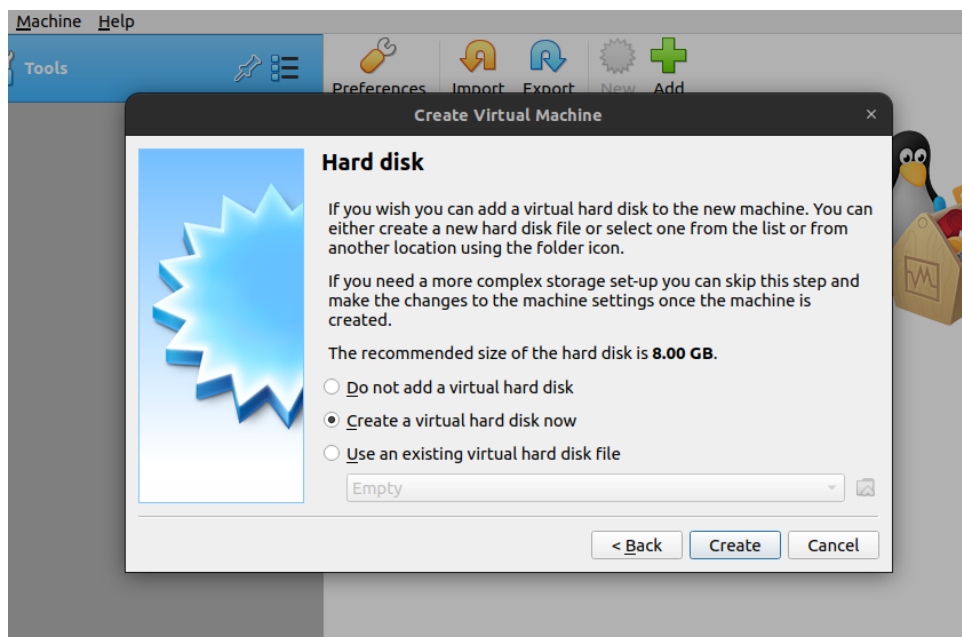 Machine Help
Tools
Preferences Import Export New Add
Create Virtual Machine
Hard disk
If you wish you can add a virtual hard disk to the new machine. You can
either create a new hard disk file or select one from the list or from
another location using the folder icon.
If you need a more complex storage set-up you can skip this step and
make the changes to the machine settings once the machine is
created.
The recommended size of the hard disk is 8.00 GB.
Do not add a virtual hard disk
Create a virtual hard disk now
Use an existing virtual hard disk file
Empty
< Back Create Cancel